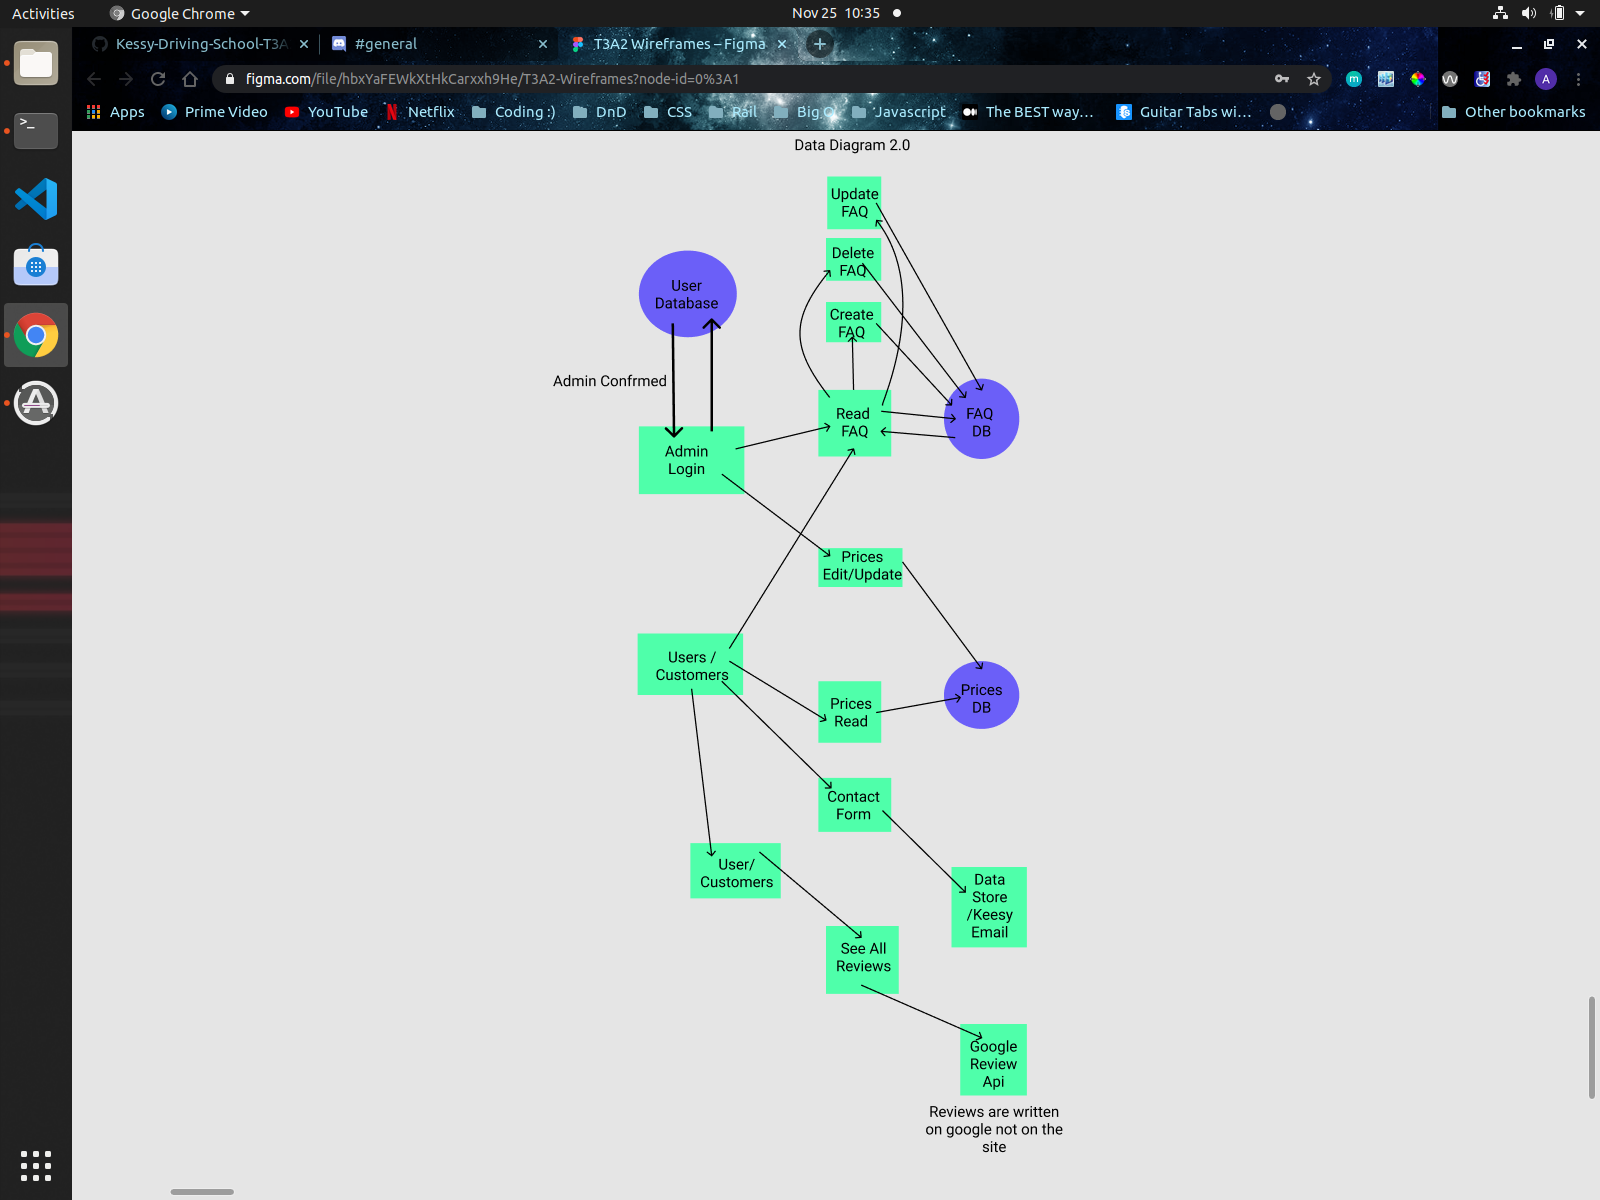 Activities
Google Chrome
Nov 25 10:35
Kessy-Driving-School-T3A
#general
T3A2 Wireframes – Figma
figma.com/file/hbxYaFEWkXtHkCarxxh9He/T3A2-Wireframes?node-id=0%3A1
A
Apps
Prime Video
YouTube
Netflix
Coding :)
DnD
CSS
Rail
Big O
Javascript
The BEST way...
Guitar Tabs wi...
Other bookmarks
Data Diagram 2.0
Update
FAQ
Delete
FAQ
User
Database
Create
FAQ
Admin Confrmed
Read
FAQ
FAQ
DB
Admin
Login
Prices
Edit/Update
Users /
Customers
Prices
Read
Prices
DB
Contact
Form
User/
Customers
Data
Store
/Keesy
Email
See All
Reviews
Google
Review
Api
Reviews are written
on google not on the
site